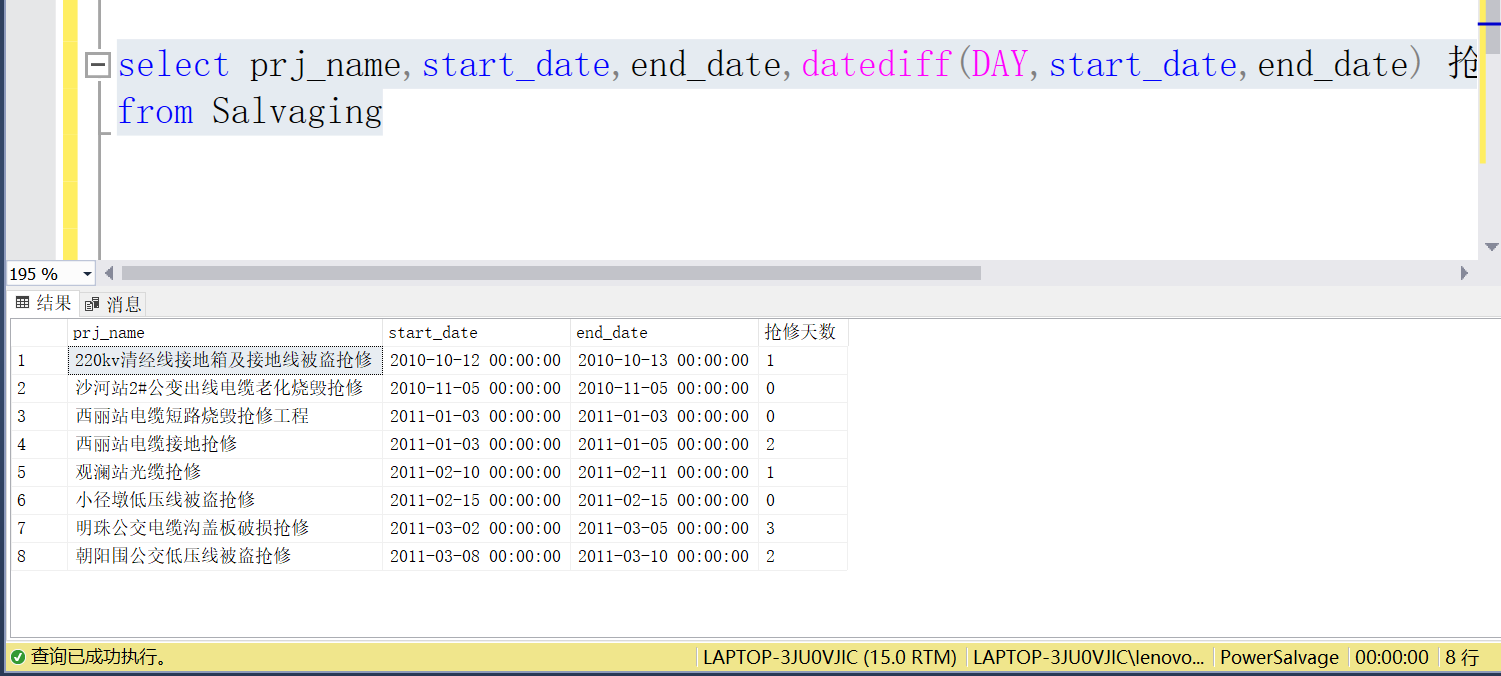 select prj_name,start_date,end_date,datediff(DAY,start_date,end_date) 抢
from Salvaging
195 %
结果 消息
prj_name start_date end_date 抢修天数
1 220kv清经线接地箱及接地线被盗抢修 2010-10-12 00:00:00 2010-10-13 00:00:00 1
2 沙河站2#公变出线电缆老化烧毁抢修 2010-11-05 00:00:00 2010-11-05 00:00:00 0
3 西丽站电缆短路烧毁抢修工程 2011-01-03 00:00:00 2011-01-03 00:00:00 0
4 西丽站电缆接地抢修 2011-01-03 00:00:00 2011-01-05 00:00:00 2
5 观澜站光缆抢修 2011-02-10 00:00:00 2011-02-11 00:00:00 1
6 小径墩低压线被盗抢修 2011-02-15 00:00:00 2011-02-15 00:00:00 0
7 明珠公交电缆沟盖板破损抢修 2011-03-02 00:00:00 2011-03-05 00:00:00 3
8 朝阳围公交低压线被盗抢修 2011-03-08 00:00:00 2011-03-10 00:00:00 2
查询已成功执行。 LAPTOP-3JU0VJIC (15.0 RTM) LAPTOP-3JU0VJIC\lenovo... PowerSalvage 00:00:00 8 行